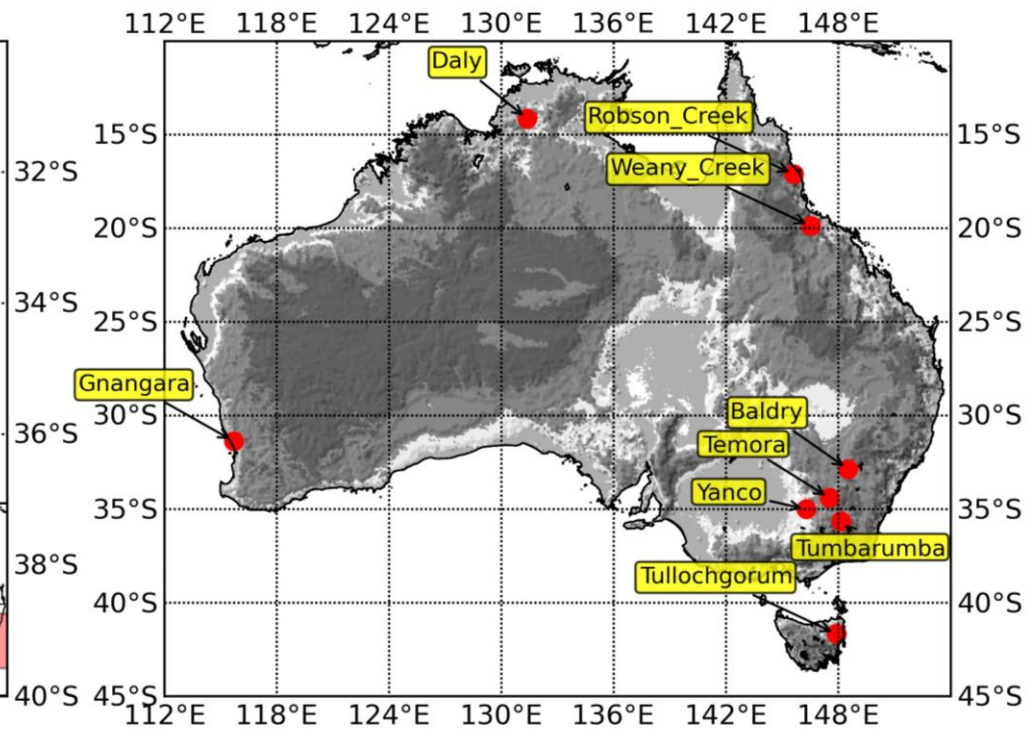 112°E 118°E 124°E 130°E 136°E 142°E 148°E
Daly
Robson_Creek
15°S 15°S
32°S
Weany_Creek
20°S 20°S
34°S
25°S 25°S
Gnangara
Baldry
30°S 30°S
36°S
Temora
Yanco
35°S 35°S
Tumbarumba
38°S
Tullochgorum
40°S 40°S
40°S 45°S 45°S
112°E 118°E 124°E 130°E 136°E 142°E 148°E